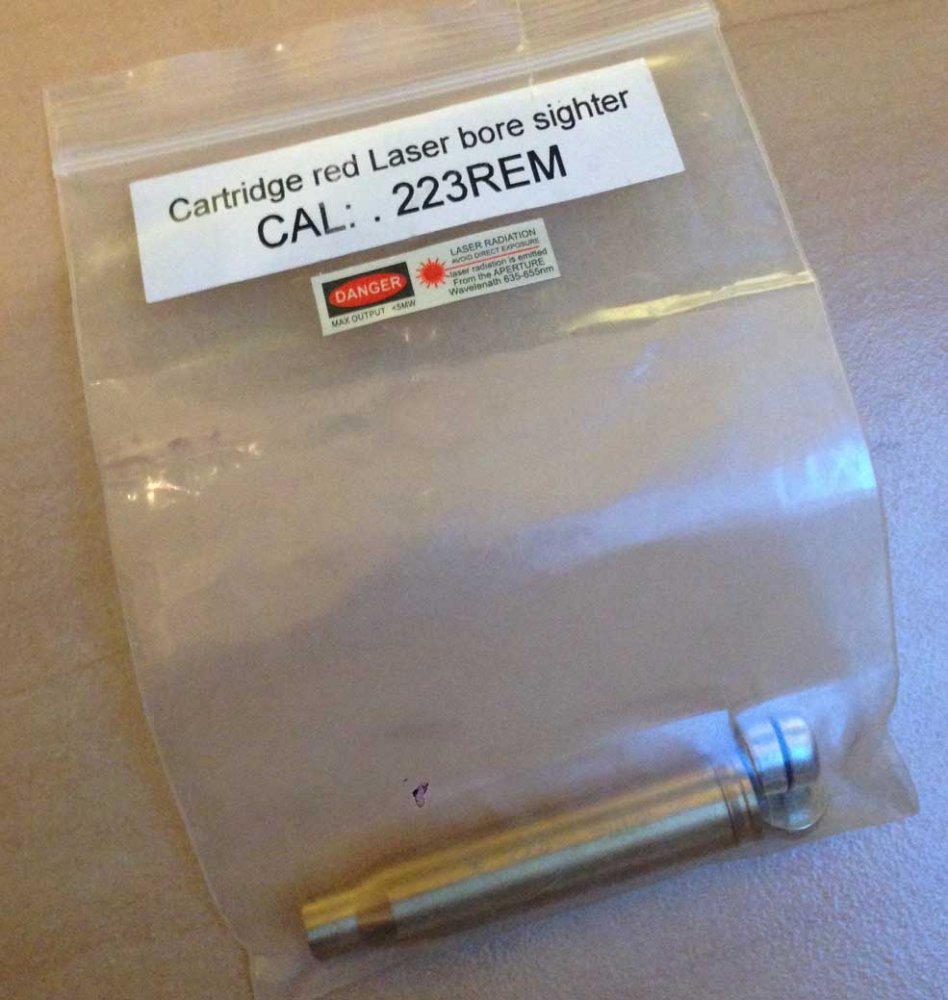 Cartridge red Laser bore sighter
CAL: . 223REM
DANGER
MAX OUTPUT <5MW
LASER RADIATION
AVOID DIRECT EXPOSURE
laser radiation is emitted
From the APERTURE
Wavelenath 635-655nm